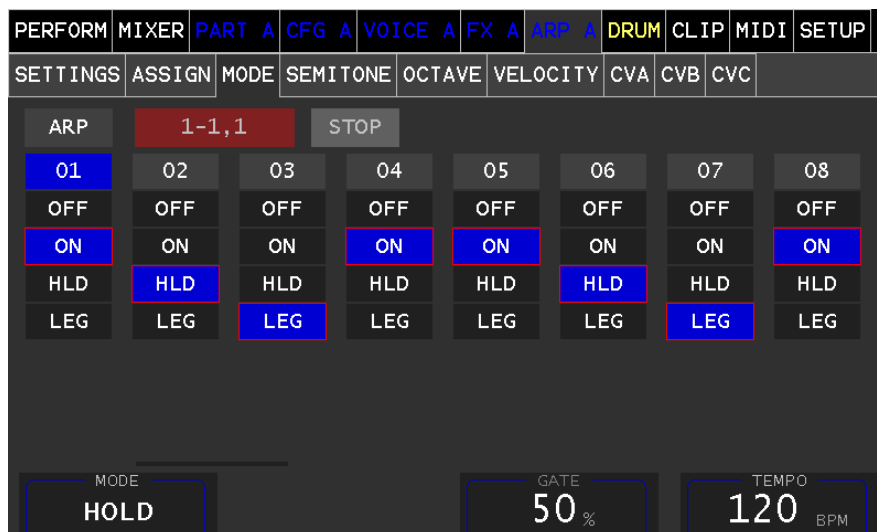 PERFORM MIXER PART A CFG A VOICE A FX A ARP A DRUM CLIP MIDI SETUP
SETTINGS ASSIGN MODE SEMITONE OCTAVE VELOCITY CVA CVB CVC
ARP 1-1,1 STOP
01 02 03 04 05 06 07 08
OFF OFF OFF OFF OFF OFF OFF OFF
ON ON ON ON ON ON ON ON
HLD HLD HLD HLD HLD HLD HLD HLD
LEG LEG LEG LEG LEG LEG LEG LEG
MODE GATE TEMPO
HOLD 50 % 120 BPM